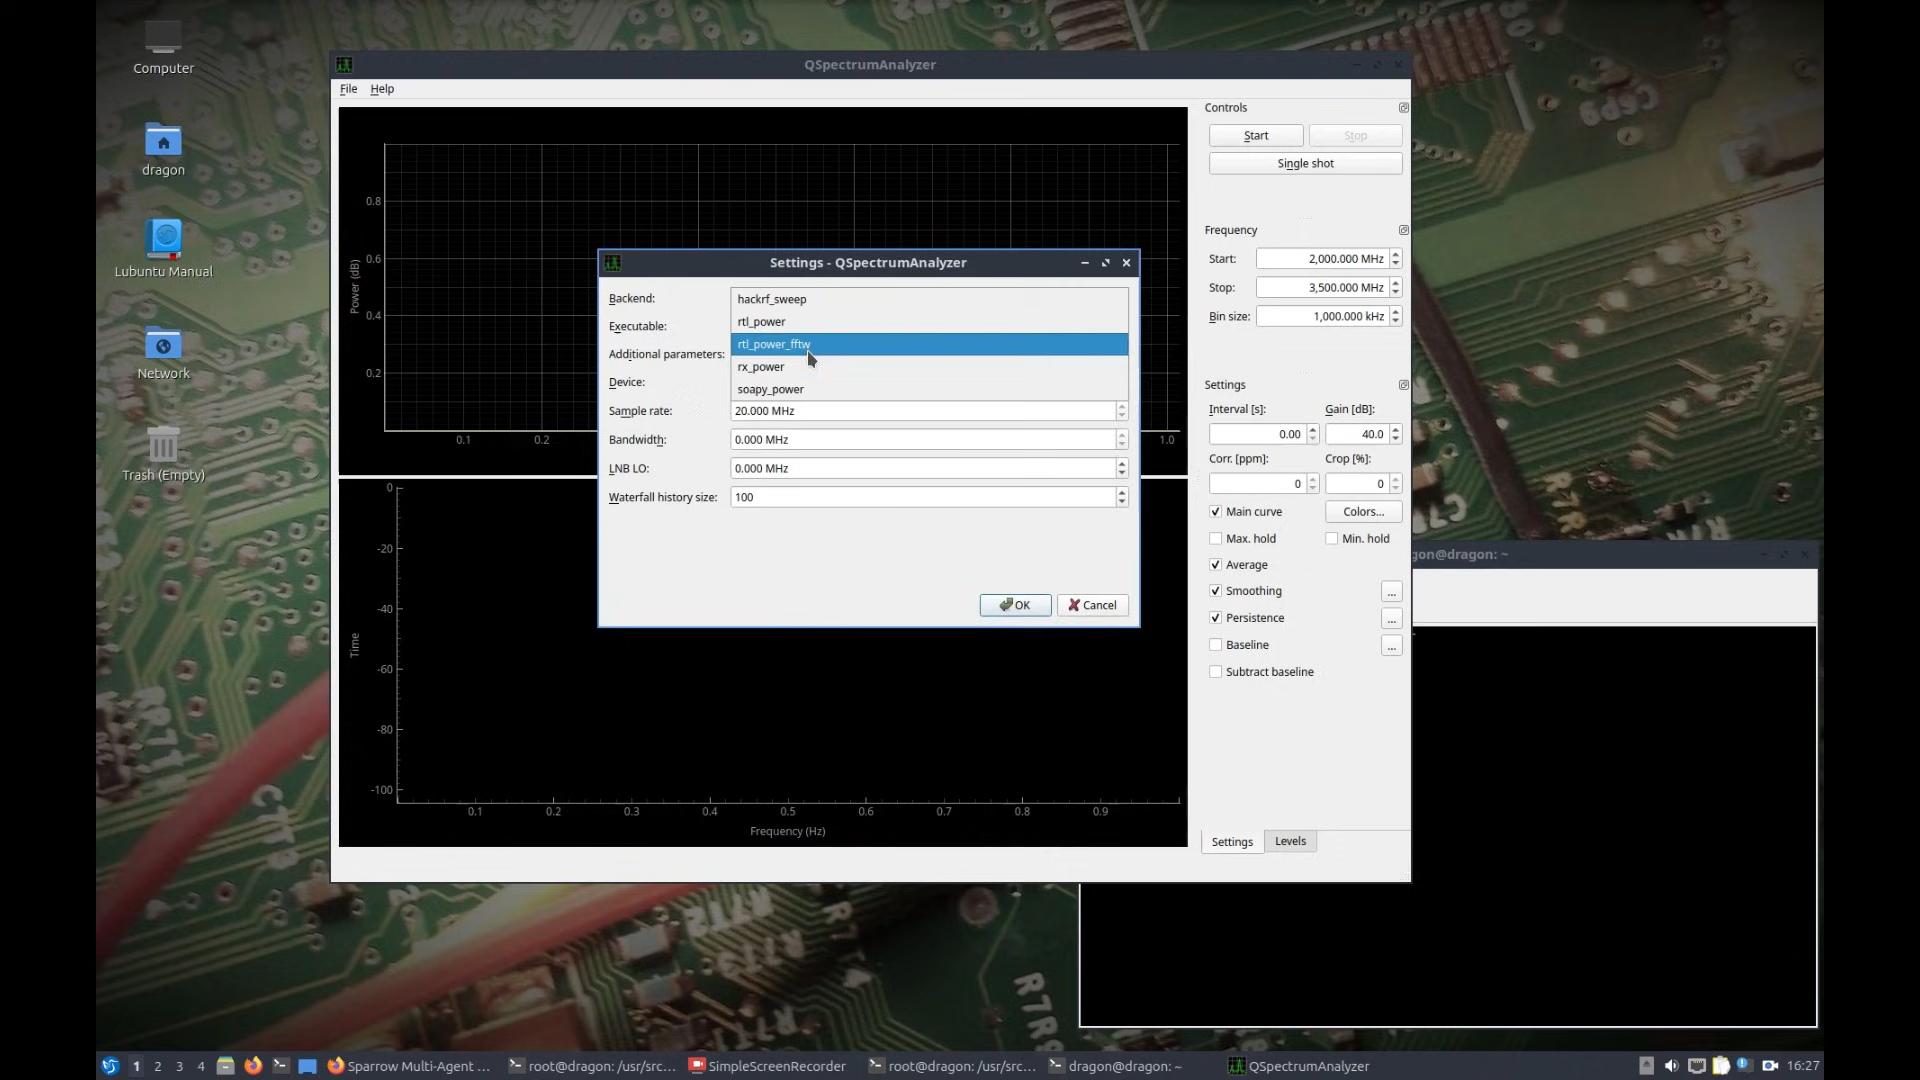 Computer
dragon
Lubuntu Manual
Network
Trash (Empty)
QSpectrumAnalyzer
File Help
Power (dB)
0.8
0.6
0.4
0.2
0.1
0.2
1.0
Settings - QSpectrumAnalyzer
Backend:
hackrf_sweep
rtl_power
Executable:
rtl_power_fftw
Additional parameters:
rx_power
Device:
soapy_power
Sample rate: 20.000 MHz
Bandwidth: 0.000 MHz
LNB LO: 0.000 MHz
Waterfall history size: 100
OK Cancel
Time
0
-20
-40
-60
-80
-100
0.1 0.2 0.3 0.4 0.5 0.6 0.7 0.8 0.9
Frequency (Hz)
Controls
Start Stop
Single shot
Frequency
Start: 2,000.000 MHz
Stop: 3,500.000 MHz
Bin size: 1,000.000 kHz
Settings
Interval [s]: Gain [dB]:
0.00 40.0
Corr. [ppm]: Crop [%]:
0 0
Main curve Colors...
Max. hold Min. hold
Average
Smoothing ...
Persistence ...
Baseline ...
Subtract baseline
Settings Levels
gon@dragon: ~
1 2 3 4 Sparrow Multi-Agent ... root@dragon: /usr/src... SimpleScreenRecorder root@dragon: /usr/src... dragon@dragon: ~ QSpectrumAnalyzer 16:27